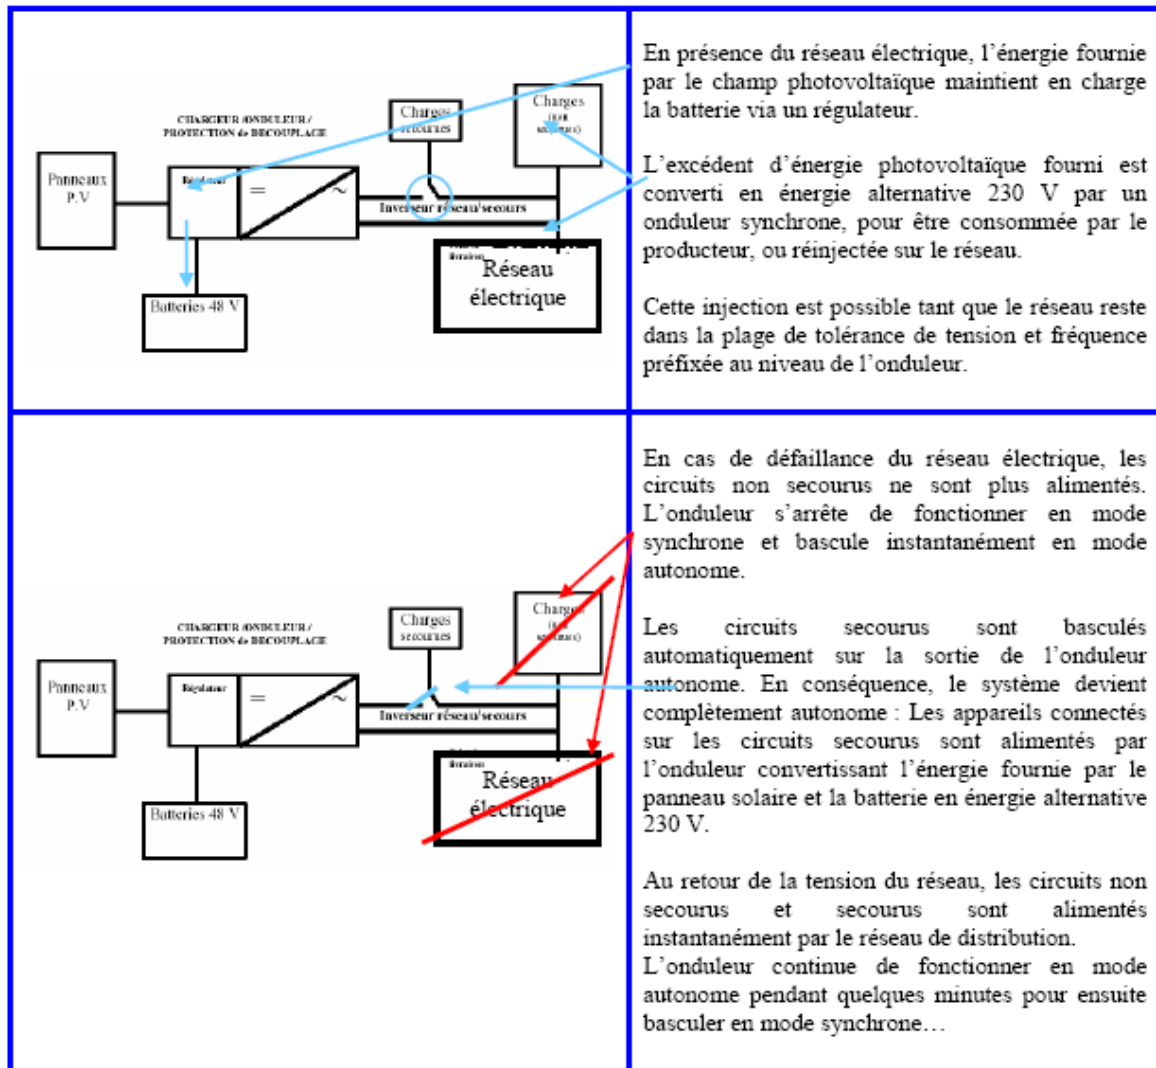 En présence du réseau électrique, l'énergie fournie
par le champ photovoltaïque maintient en charge
la batterie via un régulateur.
L'excédent d'énergie photovoltaïque fourni est
converti en énergie alternative 230 V par un
onduleur synchrone, pour être consommée par le
producteur, ou réinjectée sur le réseau.
Cette injection est possible tant que le réseau reste
dans la plage de tolérance de tension et fréquence
préfixée au niveau de l'onduleur.
CHARGEUR /ONDULEUR /
PROTECTION de DECOUPLAGE
Charges
secourues
Charges
(non
secourues)
Panneaux
P.V
Régulateur
=
~
Inverseur réseau/secours
livraison
Réseau
électrique
Batteries 48 V
En cas de défaillance du réseau électrique, les
circuits non secourus ne sont plus alimentés.
L'onduleur s'arrête de fonctionner en mode
synchrone et bascule instantanément en mode
autonome.
Les circuits secourus sont basculés
automatiquement sur la sortie de l'onduleur
autonome. En conséquence, le système devient
complètement autonome : Les appareils connectés
sur les circuits secourus sont alimentés par
l'onduleur convertissant l'énergie fournie par le
panneau solaire et la batterie en énergie alternative
230 V.
Au retour de la tension du réseau, les circuits non
secourus et secourus sont alimentés
instantanément par le réseau de distribution.
L'onduleur continue de fonctionner en mode
autonome pendant quelques minutes pour ensuite
basculer en mode synchrone…
CHARGEUR /ONDULEUR /
PROTECTION de DECOUPLAGE
Charges
secourues
Charges
(non
secourues)
Panneaux
P.V
Régulateur
=
~
Inverseur réseau/secours
livraison
Réseau
électrique
Batteries 48 V